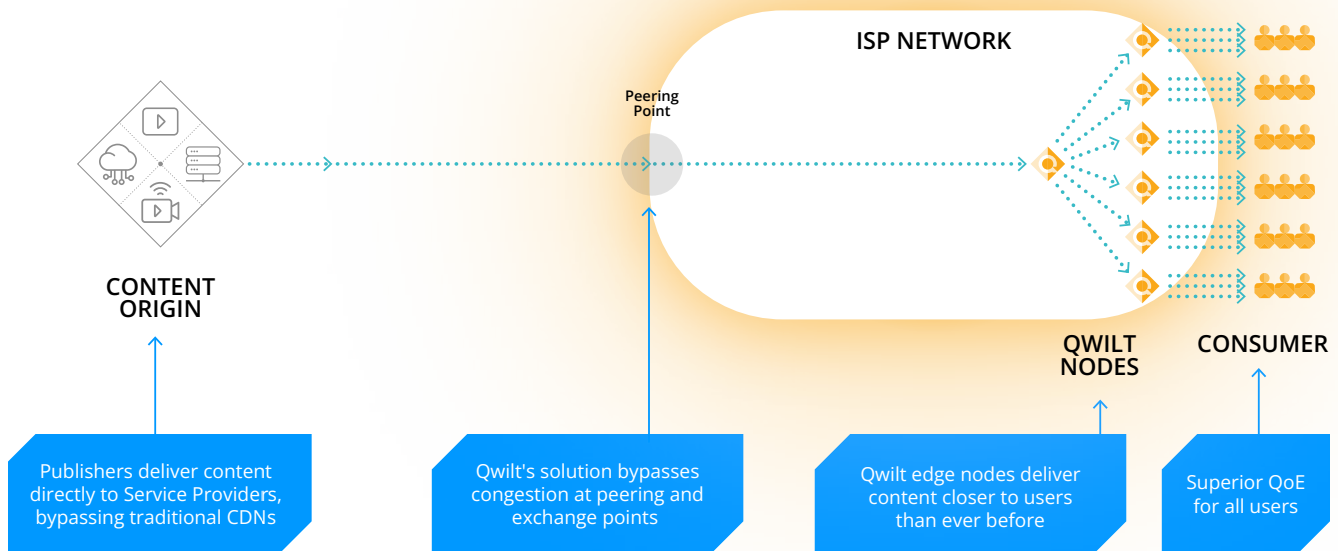 ISP NETWORK
Peering
Point
CONTENT
ORIGIN
QWILT
NODES
CONSUMER
Publishers deliver content
directly to Service Providers,
bypassing traditional CDNs
Qwilt's solution bypasses
congestion at peering and
exchange points
Qwilt edge nodes deliver
content closer to users
than ever before
Superior QoE
for all users